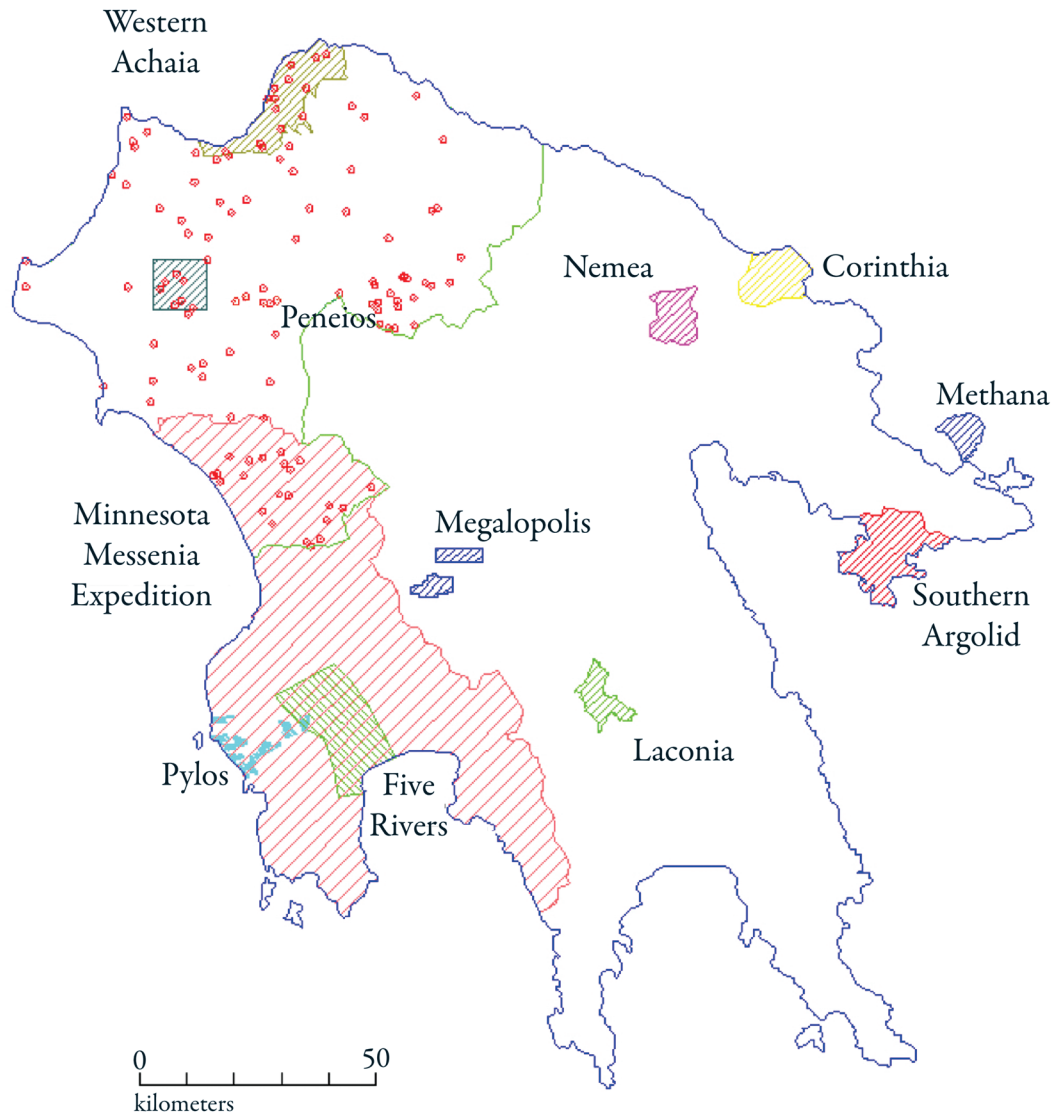 Western
Achaia
Nemea
Corinthia
Peneios
Methana
Minnesota
Messenia
Expedition
Megalopolis
Southern
Argolid
Laconia
Pylos
Five
Rivers
0 50
kilometers